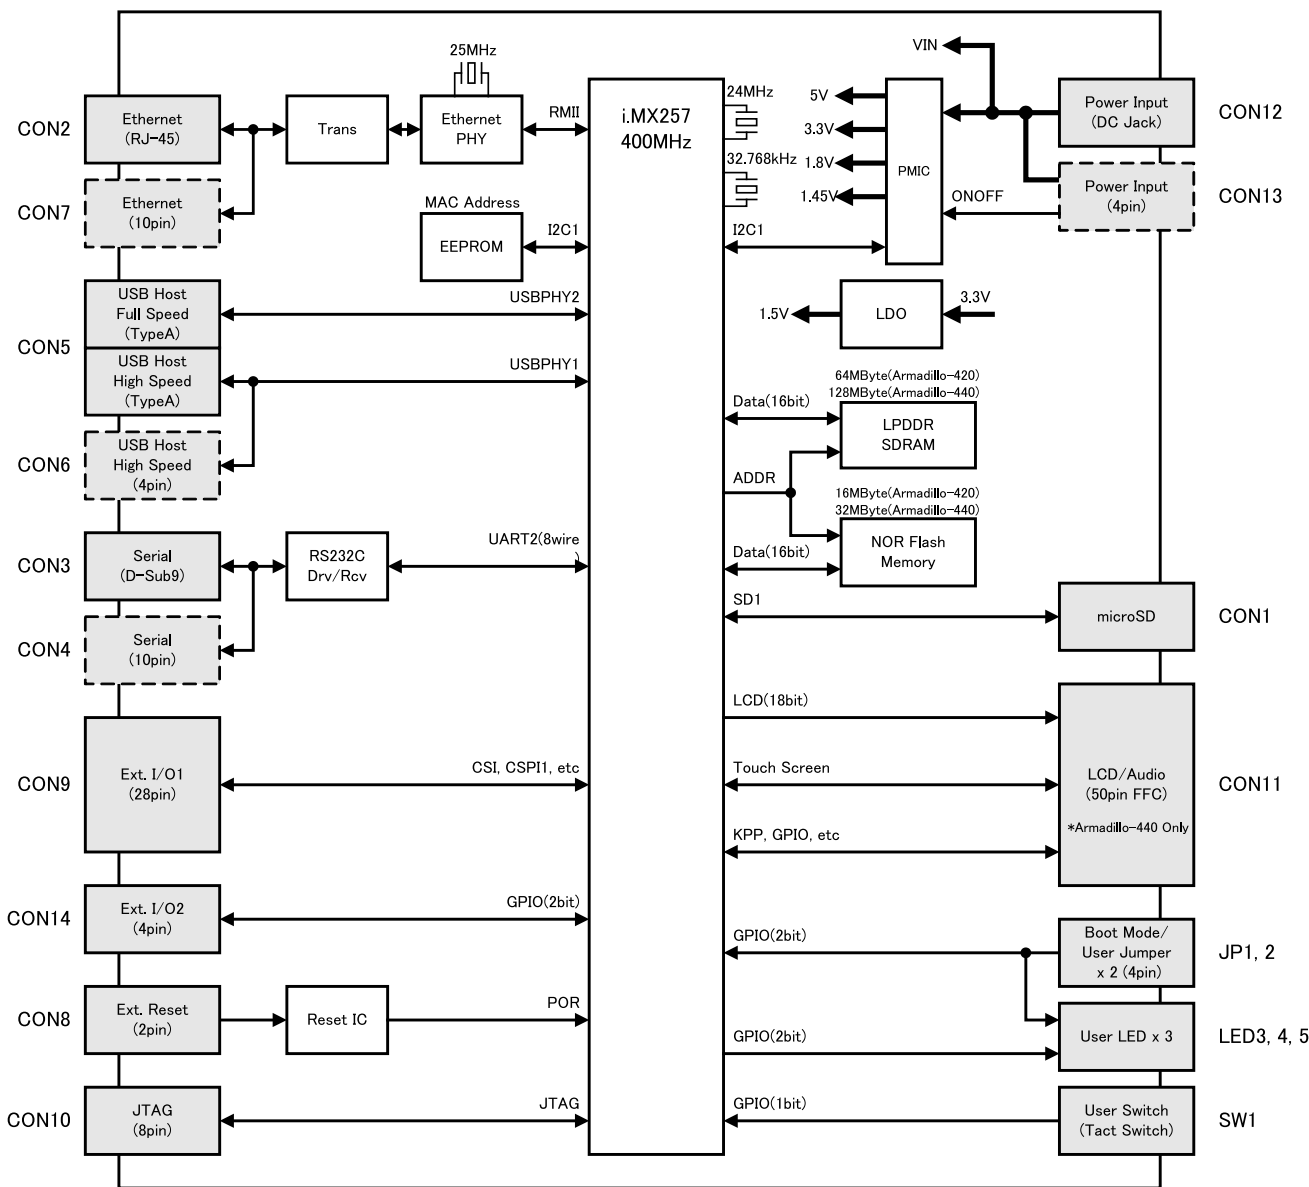 25MHz
VIN
CON2
Ethernet
(RJ-45)
Trans
Ethernet
PHY
RMII
i.MX257
400MHz
24MHz
32.768kHz
5V
3.3V
1.8V
1.45V
PMIC
Power Input
(DC Jack)
CON12
ONOFF
Power Input
(4pin)
CON13
CON7
Ethernet
(10pin)
MAC Address
EEPROM
I2C1
I2C1
CON5
USB Host
Full Speed
(TypeA)
USBPHY2
1.5V
LDO
3.3V
USB Host
High Speed
(TypeA)
USBPHY1
64MByte(Armadillo-420)
128MByte(Armadillo-440)
Data(16bit)
LPDDR
SDRAM
CON6
USB Host
High Speed
(4pin)
ADDR
16MByte(Armadillo-420)
32MByte(Armadillo-440)
NOR Flash
Memory
Data(16bit)
CON3
Serial
(D-Sub9)
RS232C
Drv/Rcv
UART2(8wire
)
SD1
microSD
CON1
CON4
Serial
(10pin)
LCD(18bit)
CON9
Ext. I/O1
(28pin)
CSI, CSPI1, etc
Touch Screen
LCD/Audio
(50pin FFC)
*Armadillo-440 Only
CON11
KPP, GPIO, etc
CON14
Ext. I/O2
(4pin)
GPIO(2bit)
GPIO(2bit)
Boot Mode/
User Jumper
x 2 (4pin)
JP1, 2
CON8
Ext. Reset
(2pin)
Reset IC
POR
GPIO(2bit)
User LED x 3
LED3, 4, 5
CON10
JTAG
(8pin)
JTAG
GPIO(1bit)
User Switch
(Tact Switch)
SW1